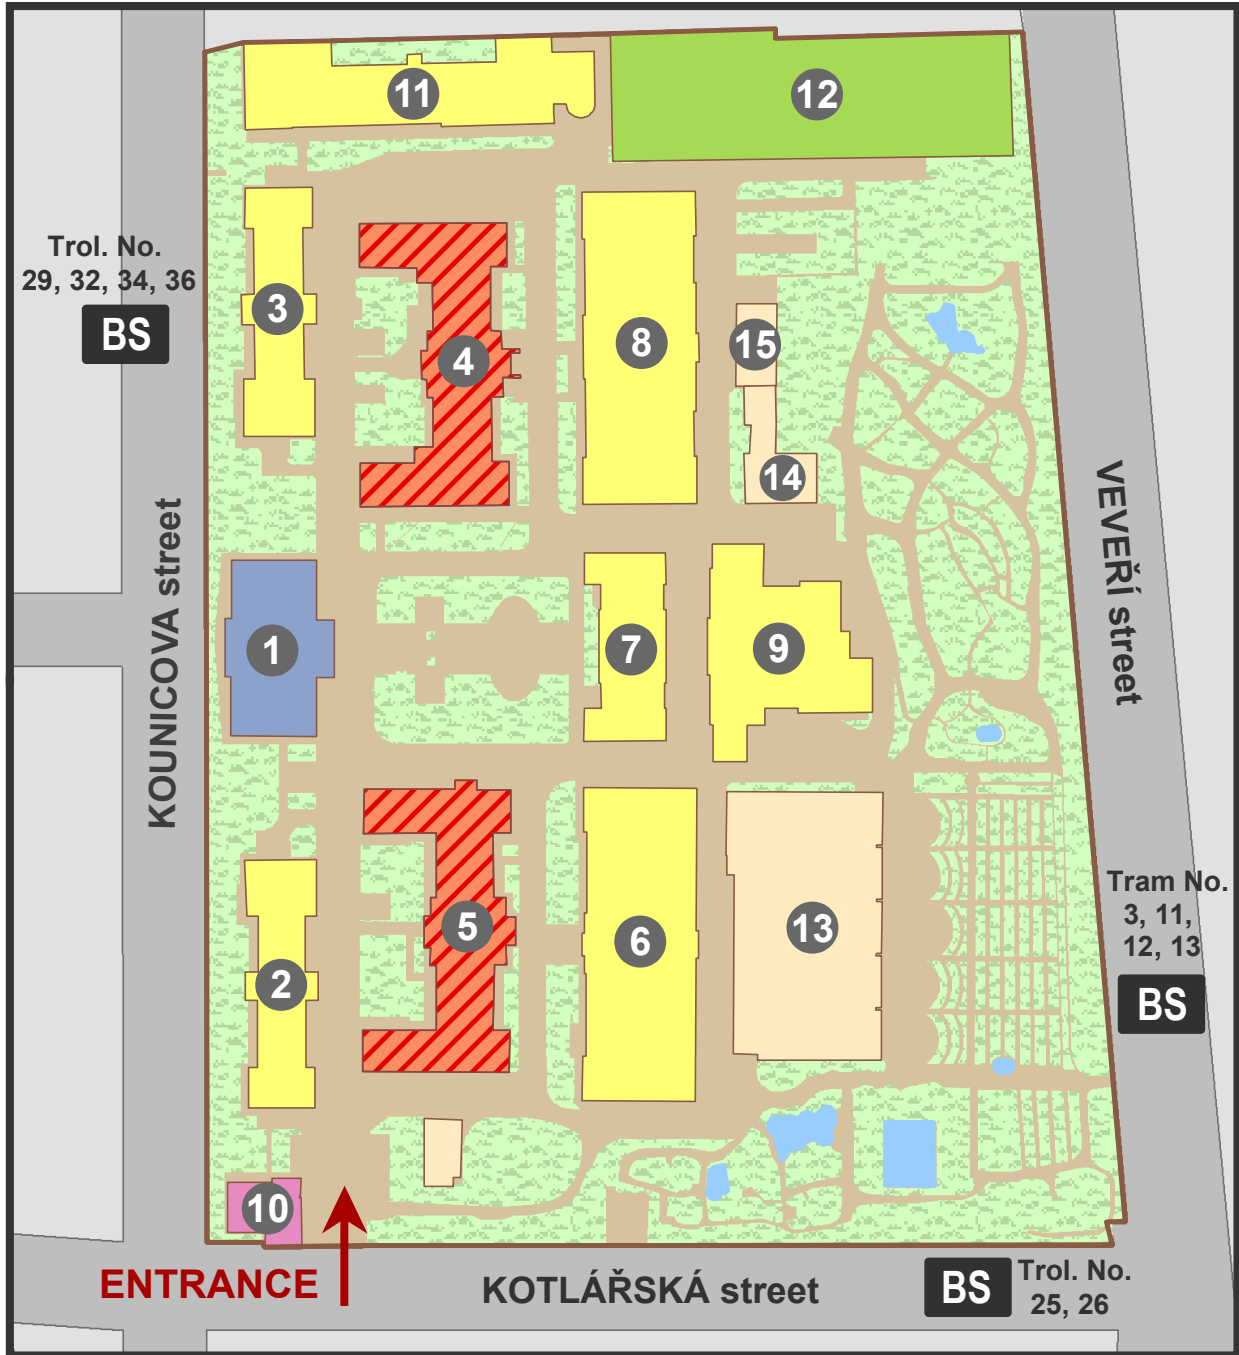 11
12
Trol. No.
29, 32, 34, 36
BS
3
4
8
15
14
KOUNICOVA street
VEVEŘÍ street
1
7
9
5
6
13
2
Tram No.
3, 11,
12, 13
BS
10
ENTRANCE
KOTLÁŘSKÁ street
BS
Trol. No.
25, 26